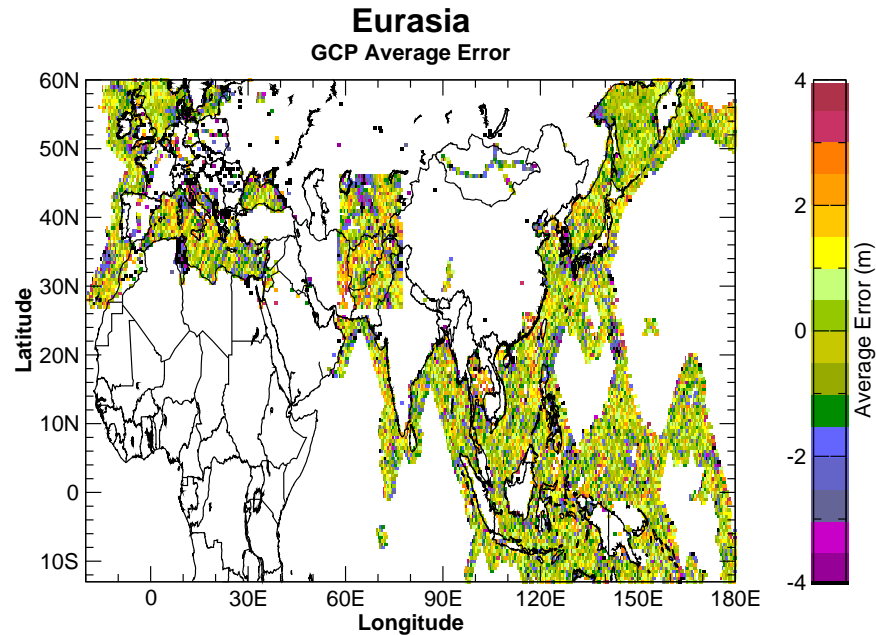 Eurasia
GCP Average Error
60N
50N
40N
30N
20N
10N
0
10S
Latitude
0
30E
60E
90E
120E
150E
180E
Longitude
4
2
0
-2
-4
Average Error (m)